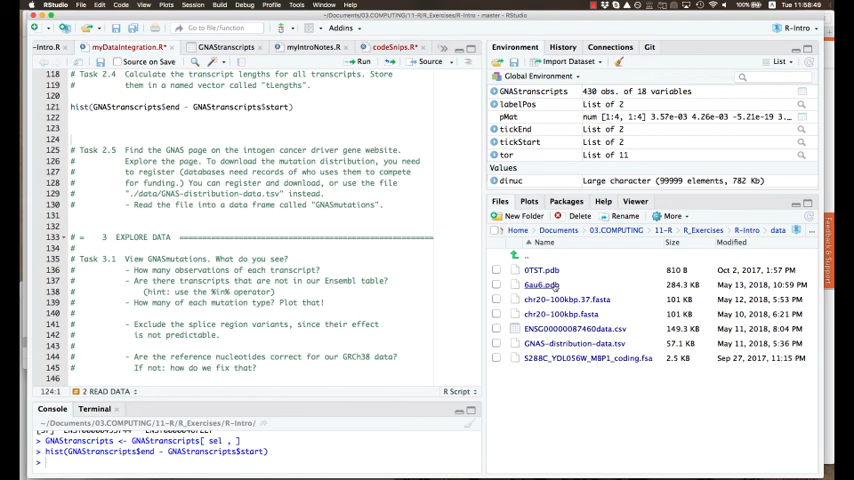 RStudio File Edit Code View Plots Session Build Debug Profile Tools Window Help
100% Fri 11:58:49
~/Documents/03.COMPUTING/11-R/R_Exercises/R-Intro - master - RStudio
Go to file/function Addins R-Intro
-Intro.R myDataIntegration.R* GNAStranscripts myIntroNotes.R codeSnips.R*
Source on Save Run Source
118 # Task 2.4 Calculate the transcript lengths for all transcripts. Store
119 # them in a named vector called "tLengths".
120
121 hist(GNAStranscripts$end - GNAStranscripts$start)
122
123
124
125 # Task 2.5 Find the GNAS page on the intogen cancer driver gene website.
126 # Explore the page. To download the mutation distribution, you need
127 # to register (databases need records of who uses them to compete
128 # for funding.) You can register and download, or use the file
129 # "./data/GNAS-distribution-data.tsv" instead.
130 # - Read the file into a data frame called "GNASmutations".
131
132
133 # = 3 EXPLORE DATA
134 #
135 # Task 3.1 View GNASmutations. What do you see?
136 # - How many observations of each transcript?
137 # - Are there transcripts that are not in our Ensembl table?
138 # (hint: use the %in% operator)
139 # - How many of each mutation type? Plot that!
140 #
141 # - Exclude the splice region variants, since their effect
142 # is not predictable.
143 #
144 # - Are the reference nucleotides correct for our GRCh38 data?
145 # If not: how do we fix that?
146
124:1 2 READ DATA R Script
Console Terminal
~/Documents/03.COMPUTING/11-R/R_Exercises/R-Intro/
> GNAStranscripts <- GNAStranscripts[ sel , ]
> hist(GNAStranscripts$end - GNAStranscripts$start)
>
Environment History Connections Git
Import Dataset List
Global Environment
GNAStranscripts 430 obs. of 18 variables
labelPos List of 2
pMat num [1:4, 1:4] 3.57e-03 4.26e-03 -5.21e-19 3...
tickEnd List of 2
tickStart List of 2
tor List of 11
Values
dinuc Large character (99999 elements, 782 Kb)
Files Plots Packages Help Viewer
New Folder Delete Rename More
Home Documents 03.COMPUTING 11-R R_Exercises R-Intro data
Name Size Modified
..
0TST.pdb 810 B Oct 2, 2017, 1:57 PM
6au6.pdb 284.3 KB May 13, 2018, 10:59 PM
chr20-100kbp.37.fasta 101 KB May 12, 2018, 5:53 PM
chr20-100kbp.fasta 101 KB May 10, 2018, 6:21 PM
ENSG00000087460data.csv 149.3 KB May 11, 2018, 8:04 PM
GNAS-distribution-data.tsv 57.1 KB May 11, 2018, 5:36 PM
S288C_YDL056W_MBP1_coding.fsa 2.5 KB Sep 27, 2017, 11:15 PM
Feedback & Support